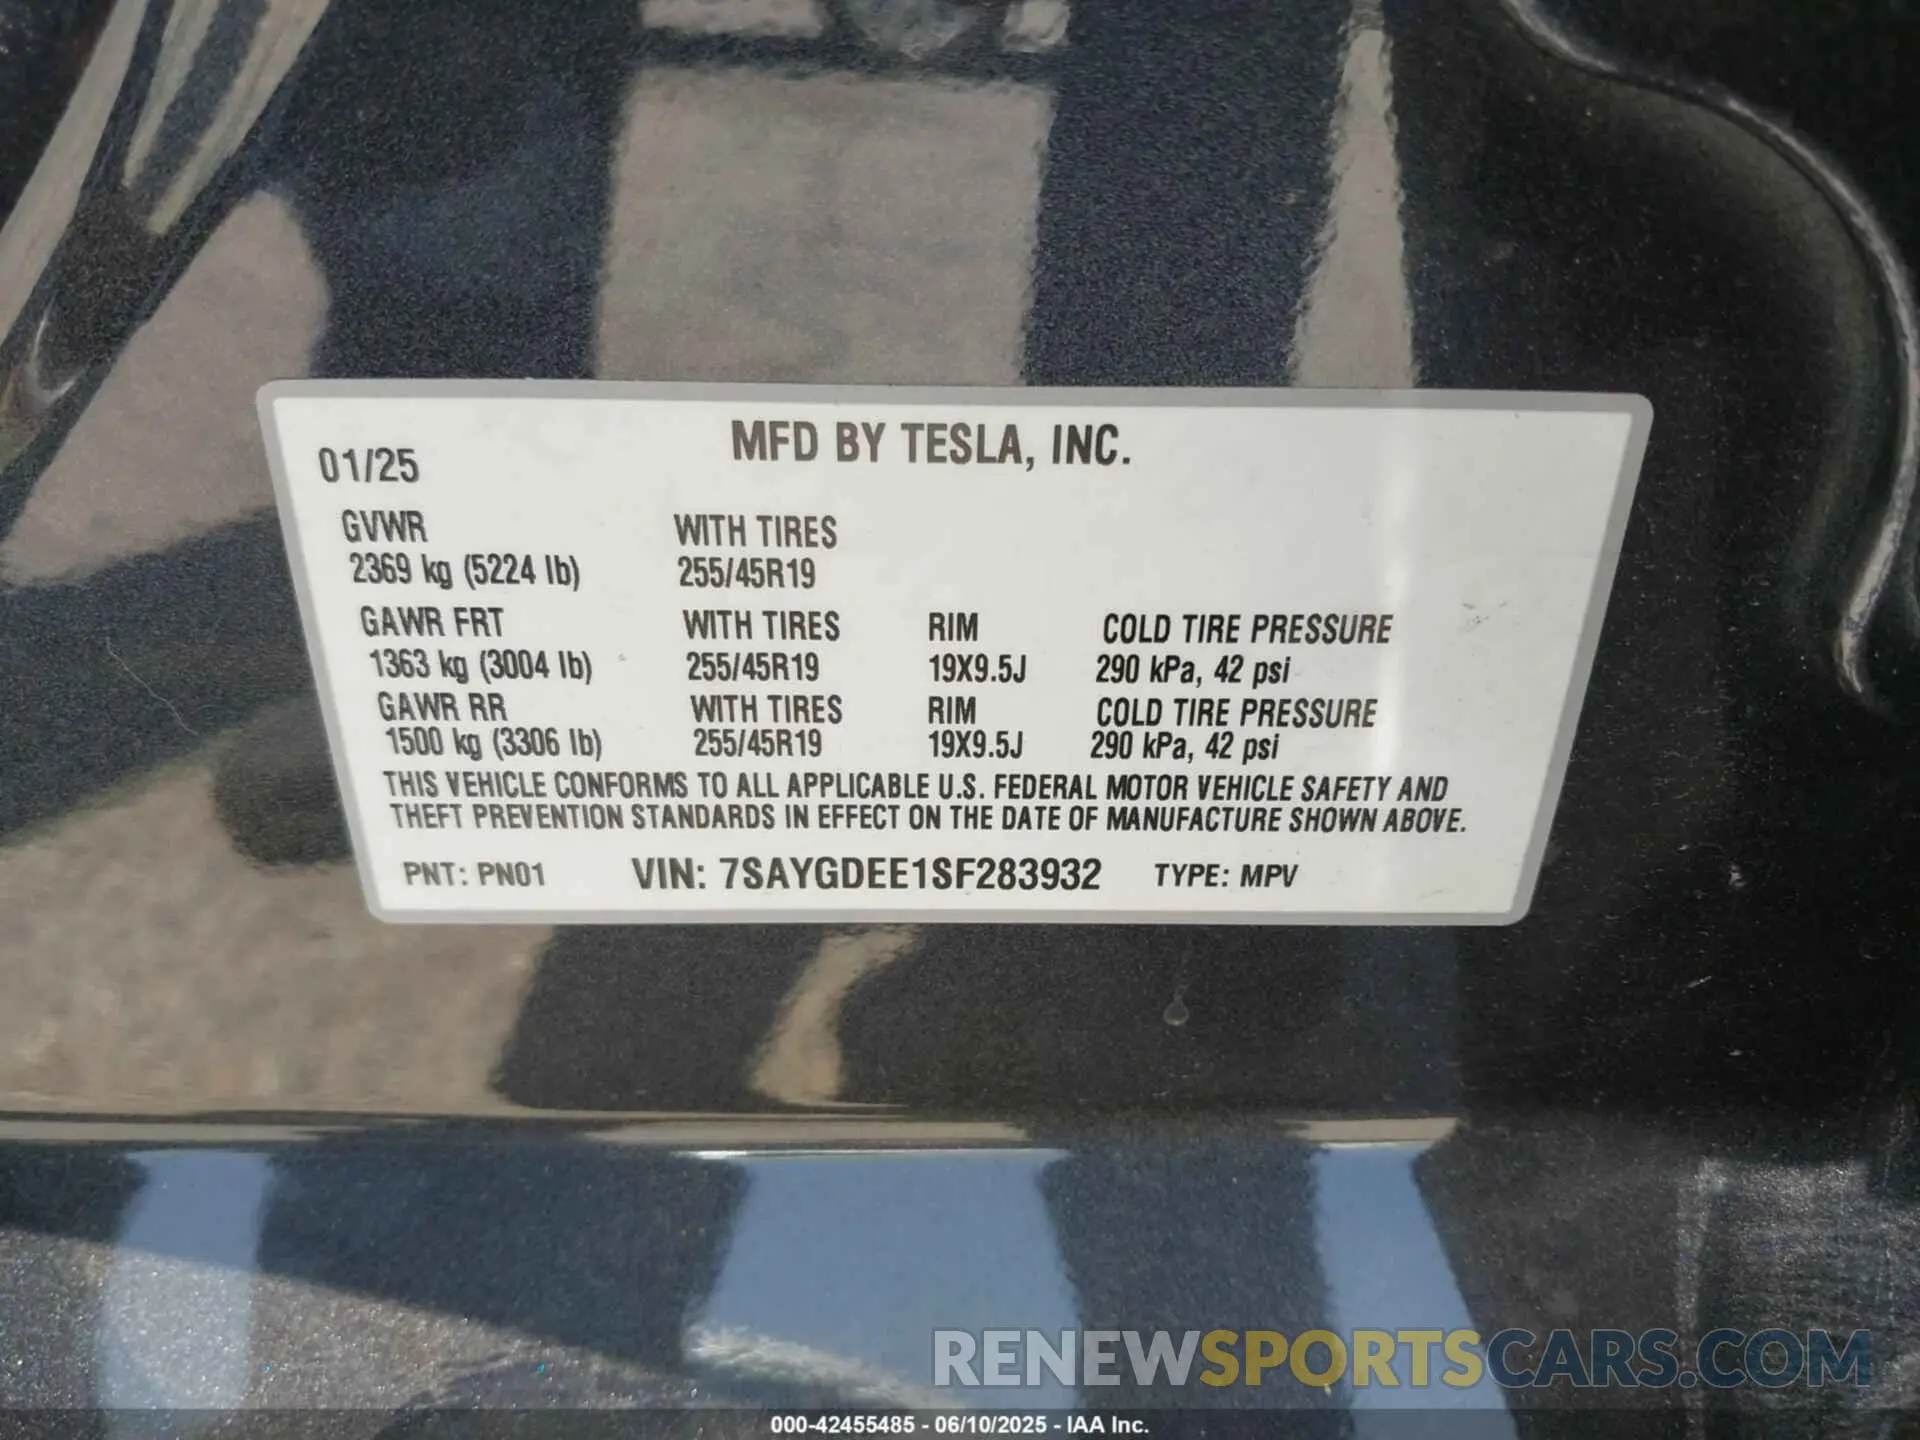 MFD BY TESLA, INC.
01/25
GVWR WITH TIRES
2369 kg (5224 lb) 255/45R19
GAWR FRT WITH TIRES RIM COLD TIRE PRESSURE
1363 kg (3004 lb) 255/45R19 19X9.5J 290 kPa, 42 psi
GAWR RR WITH TIRES RIM COLD TIRE PRESSURE
1500 kg (3306 lb) 255/45R19 19X9.5J 290 kPa, 42 psi
THIS VEHICLE CONFORMS TO ALL APPLICABLE U.S. FEDERAL MOTOR VEHICLE SAFETY AND
THEFT PREVENTION STANDARDS IN EFFECT ON THE DATE OF MANUFACTURE SHOWN ABOVE.
PNT: PN01 VIN: 7SAYGDEE1SF283932 TYPE: MPV
RENEWSPORTSCARS.COM
000-42455485 - 06/10/2025 - IAA Inc.